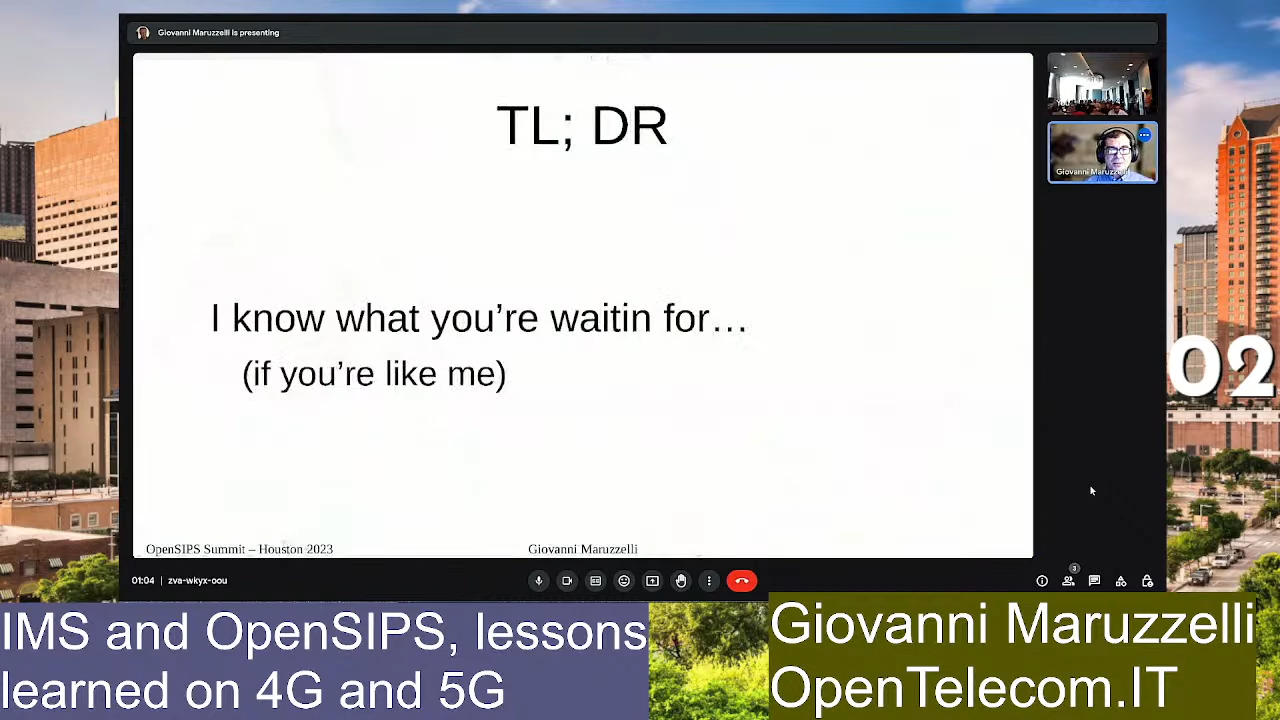 Giovanni Maruzzelli is presenting
TL; DR
I know what you're waitin for…
(if you're like me)
OpenSIPS Summit – Houston 2023
Giovanni Maruzzelli
Giovanni Maruzzelli
02
3
01:04 | zva-wkyx-oou
IMS and OpenSIPS, lessons
learned on 4G and 5G
Giovanni Maruzzelli
OpenTelecom.IT